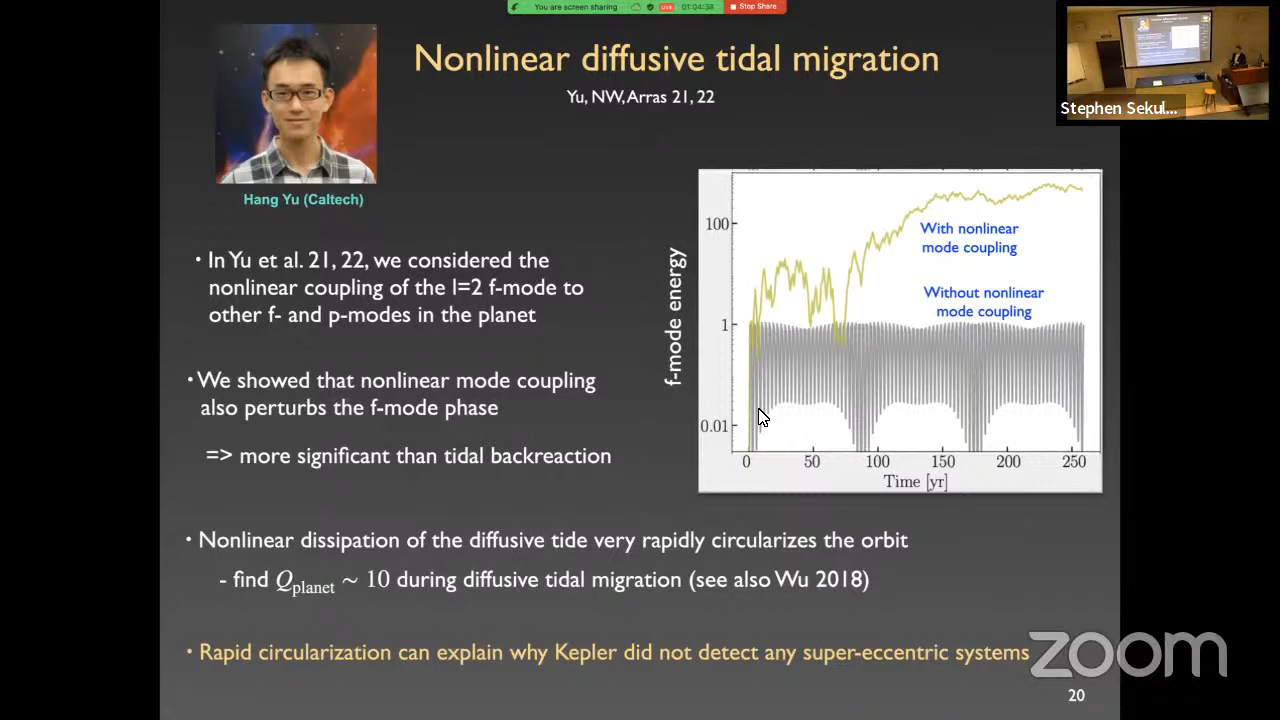 You are screen sharing
Live
01:04:38
Stop Share
Nonlinear diffusive tidal migration
Yu, NW, Arras 21, 22
Stephen Sekul...
Hang Yu (Caltech)
• In Yu et al. 21, 22, we considered the
nonlinear coupling of the l=2 f-mode to
other f- and p-modes in the planet
• We showed that nonlinear mode coupling
also perturbs the f-mode phase
=> more significant than tidal backreaction
f-mode energy
100
1
0.01
With nonlinear
mode coupling
Without nonlinear
mode coupling
0 50 100 150 200 250
Time [yr]
• Nonlinear dissipation of the diffusive tide very rapidly circularizes the orbit
- find Qplanet ~ 10 during diffusive tidal migration (see also Wu 2018)
• Rapid circularization can explain why Kepler did not detect any super-eccentric systems
zoom
20